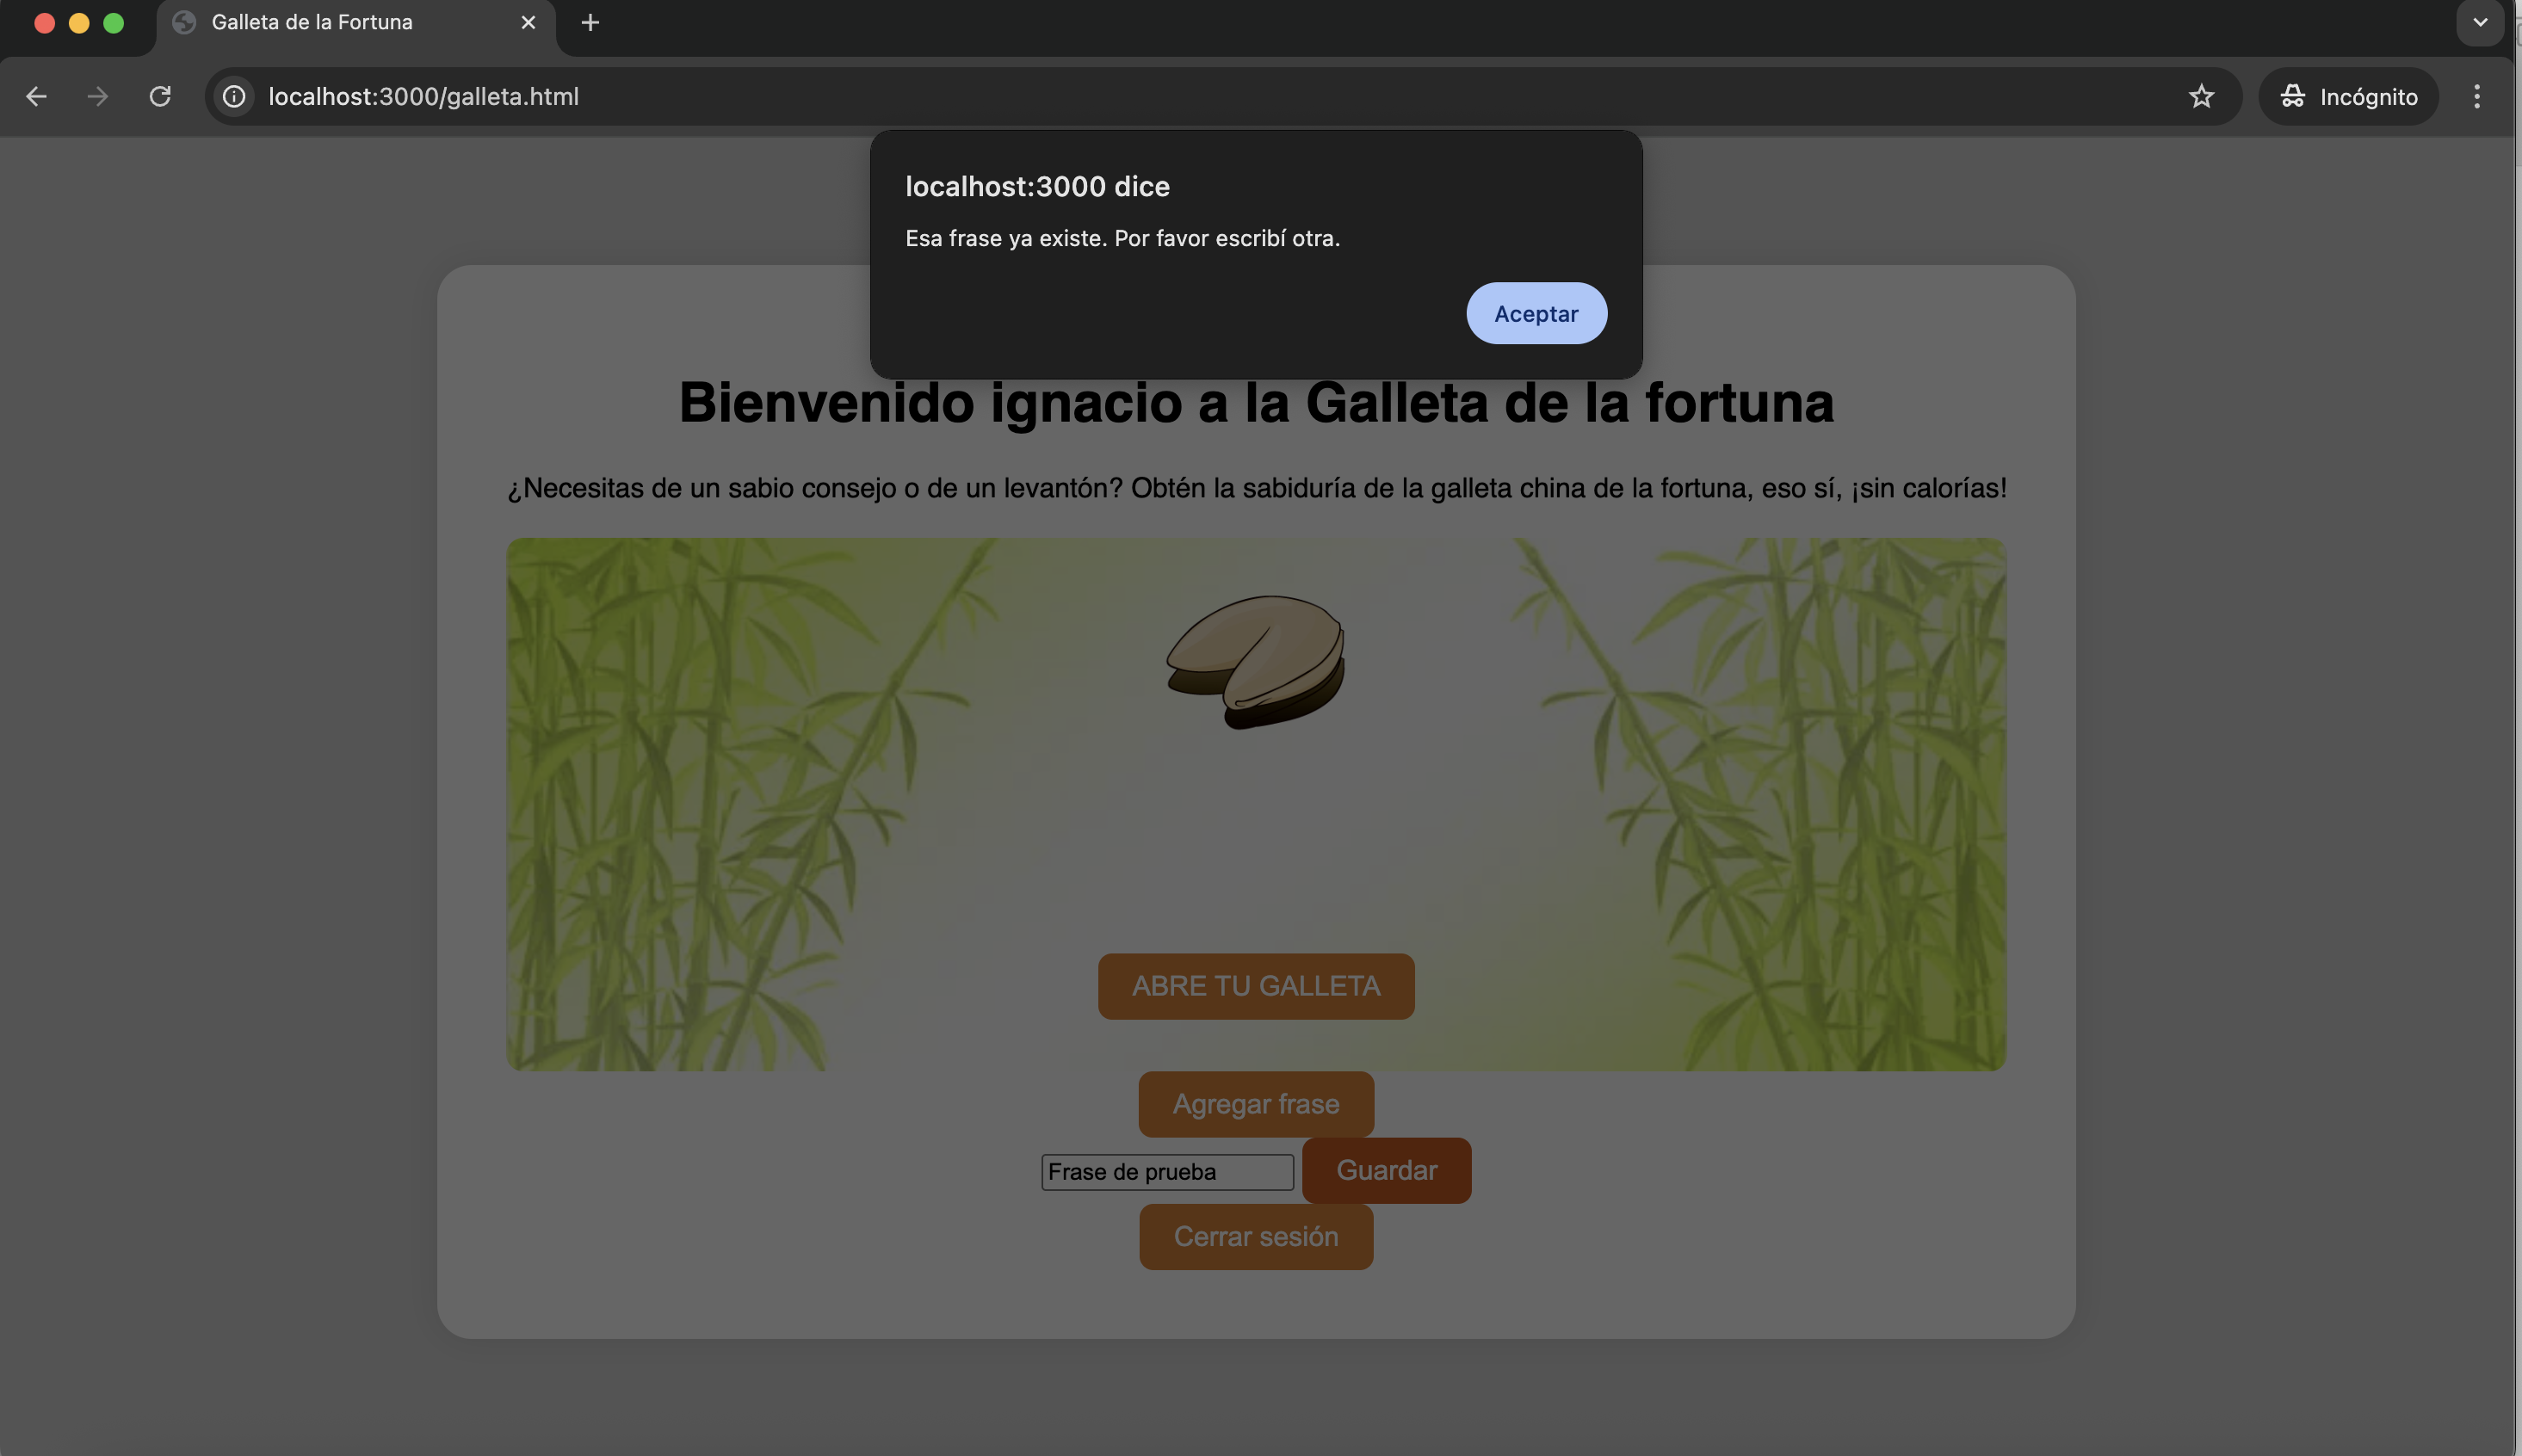 Galleta de la Fortuna
localhost:3000/galleta.html
Incógnito
localhost:3000 dice
Esa frase ya existe. Por favor escribí otra.
Aceptar
Bienvenido ignacio a la Galleta de la fortuna
¿Necesitas de un sabio consejo o de un levantón? Obtén la sabiduría de la galleta china de la fortuna, eso sí, ¡sin calorías!
ABRE TU GALLETA
Agregar frase
Frase de prueba Guardar
Cerrar sesión